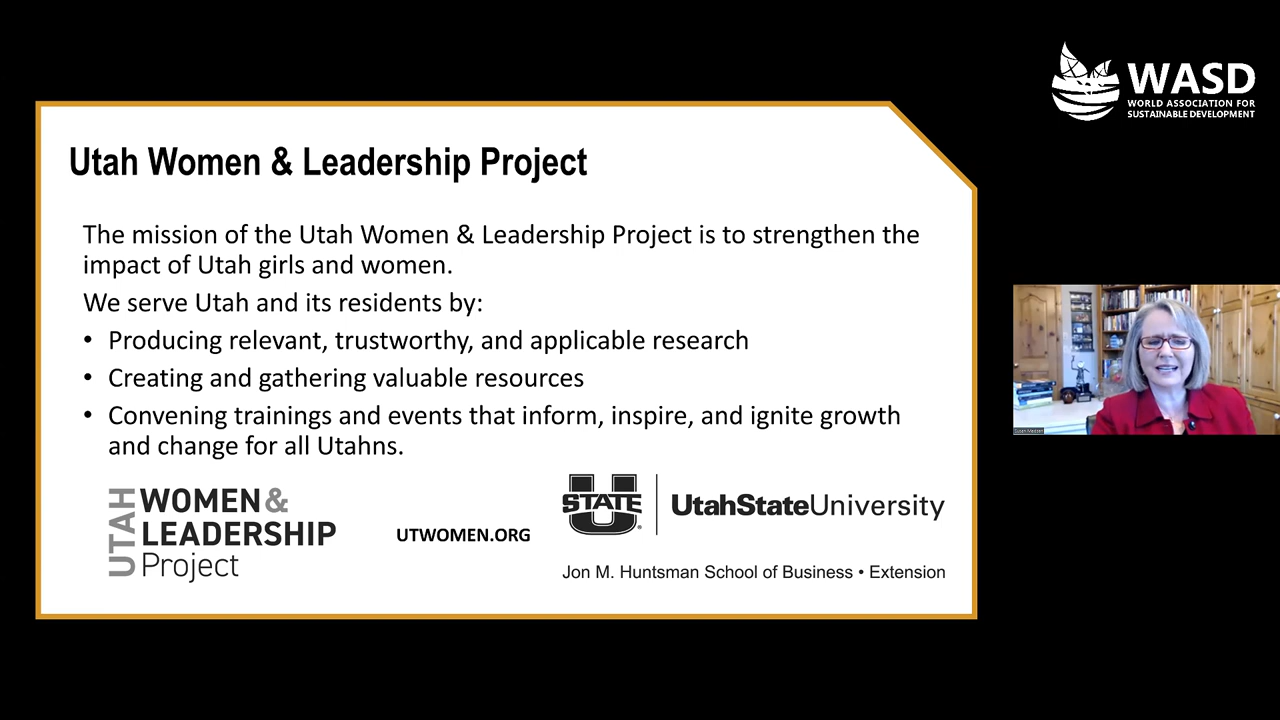 WASD
WORLD ASSOCIATION FOR
SUSTAINABLE DEVELOPMENT
Utah Women & Leadership Project
The mission of the Utah Women & Leadership Project is to strengthen the
impact of Utah girls and women.
We serve Utah and its residents by:
• Producing relevant, trustworthy, and applicable research
• Creating and gathering valuable resources
• Convening trainings and events that inform, inspire, and ignite growth
and change for all Utahns.
UTAH
WOMEN &
LEADERSHIP
Project
UTWOMEN.ORG
U
STATE
UtahStateUniversity
Jon M. Huntsman School of Business • Extension
Susan Madsen